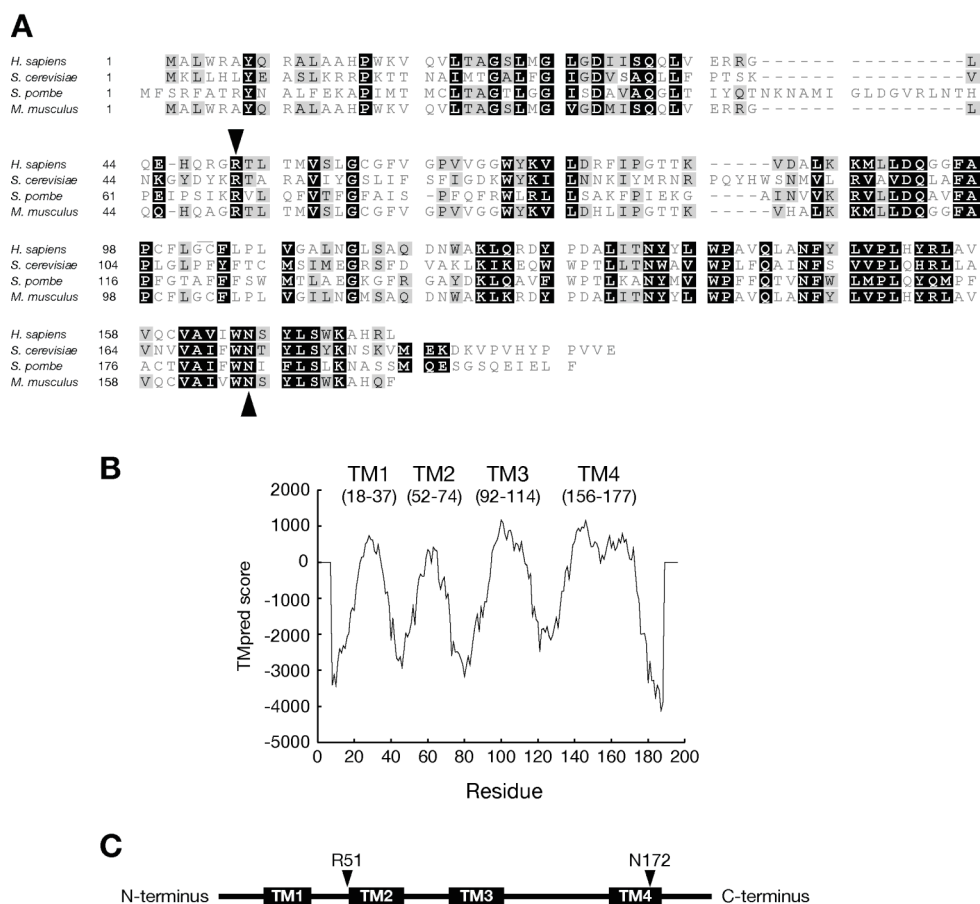 A
H. sapiens 1 MALWRAYQ RALAAHPWKV QVLTAGSLMG LGDIISQQLV ERRG------ ---------L
S. cerevisiae 1 MKLHLYEASLKRRPKTTN AIMTGALFGI GDVSAQLLFPTSK---------------V
S. pombe 1 MFSRFATRYN ALFEKAPIMT MCLTAGTLGG ISDAVAQGLT IYQTNKNAMI GLDGVRLNTH
M. musculus 1 MALWRAYQ RALAAHPWKV QVLTAGSLMG VGDMISQQLV ERRG------ ---------L
H. sapiens 44 QE-HQRGRTL TMVSLGCGFV GPVVGGWYKV LDRFIPGTTK -----VDALK KMLLDQGGFA
S. cerevisiae 44 NKGYDYKRTA RAVIYGSLIF SFIGDKWYKI LNNKIYMRNR PQYHWSNMVL RVAVDQLAFA
S. pombe 61 PEIPSIKRVL QFVTFGFAIS -PFQFRWLRL LSAKFPIEKG -----AINVVK RVLLDQAVFA
M. musculus 44 QQ-HQAGRTL TMVSLGCGFV GPVVGGWYKV LDHLIPGTTK -----VHALK KMLLDQGGFA
H. sapiens 98 PCFLGCFLPL VGALNGLSAQ DNWAKLQRDY PDALITNYYL WPAVQLANFY LVPLHYRLAV
S. cerevisiae 104 PLGLPFYFTC MSIMEGRSFD VAKLKIKEQW WPTLLTNWAV WPLFQAINFS VVPLQHRLLA
S. pombe 116 PFGTAFFFSW MTLAEGKGFR GAYDKLQAVF WPTLKANYMV WPFFQTVNFW LMPLQYQMPF
M. musculus 98 PCFLGCFLPL VGILNGMSAQ DNWAKLKRDY PDALITNYYL WPAVQLANFY LVPLHYRLAV
H. sapiens 158 VQCVAVIWNS YLSWKAHRL
S. cerevisiae 164 VNVVAIFWNT YLSYKNSKVM EKDKVPVHYP PVVE
S. pombe 176 ACTVAIFWNI FLSLKNASSM QESGSQEIEL F
M. musculus 158 VQCVAIVWNS YLSWKAHQF
B
TM1 TM2 TM3 TM4
(18-37) (52-74) (92-114) (156-177)
2000
1000
0
-1000
-2000
-3000
-4000
-5000
TMpred score
0 20 40 60 80 100 120 140 160 180 200
Residue
C
R51 N172
N-terminus TM1 TM2 TM3 TM4 C-terminus